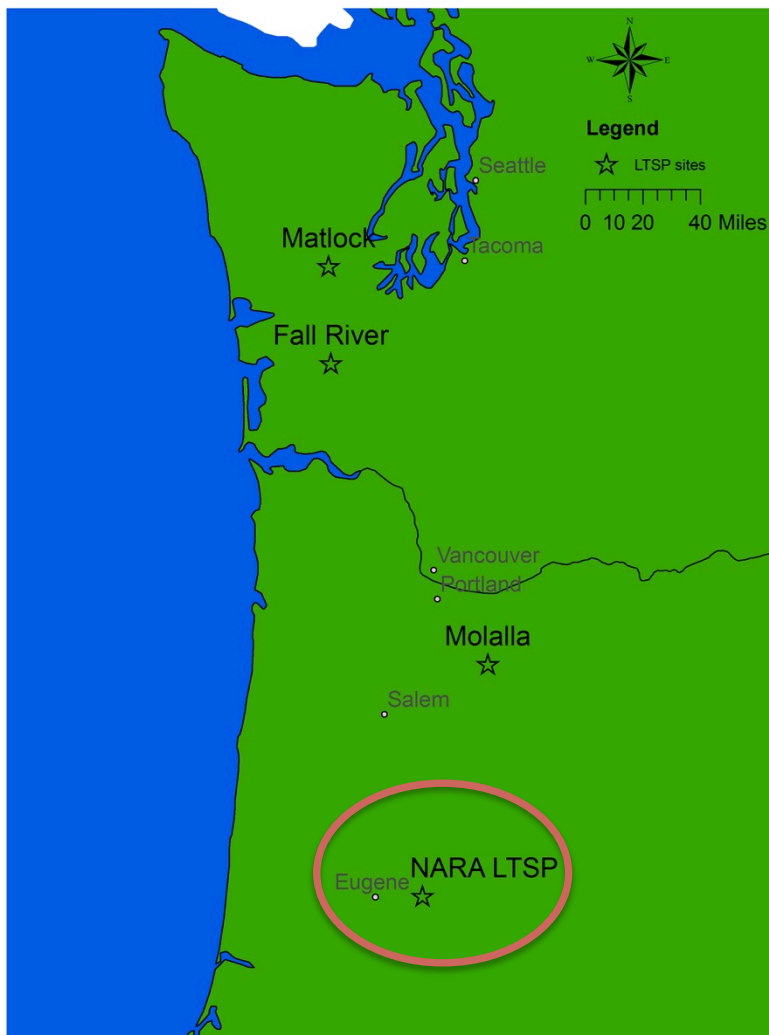 N
W E
S
Legend
LTSP sites
0 10 20 40 Miles
Seattle
Matlock
Tacoma
Fall River
Vancouver
Portland
Molalla
Salem
NARA LTSP
Eugene